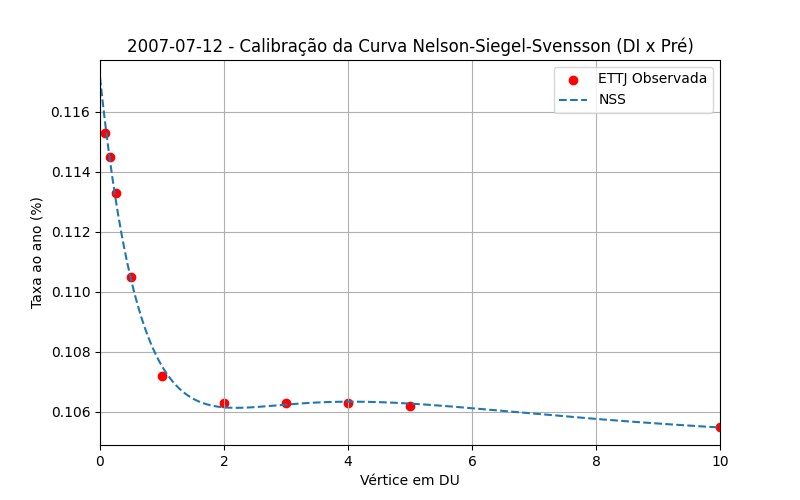 2007-07-12 - Calibração da Curva Nelson-Siegel-Svensson (DI x Pré)
ETTJ Observada
NSS
Taxa ao ano (%)
0.116
0.114
0.112
0.110
0.108
0.106
0 2 4 6 8 10
Vértice em DU